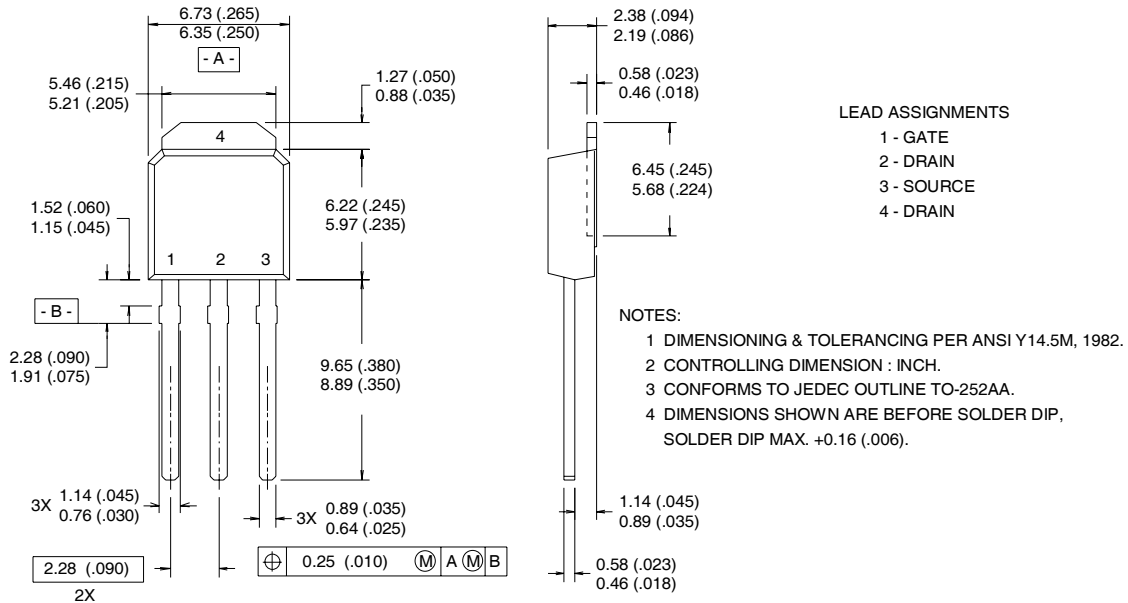 6.73 (.265)
6.35 (.250)
- A -
5.46 (.215)
5.21 (.205)
1.27 (.050)
0.88 (.035)
4
6.22 (.245)
5.97 (.235)
1.52 (.060)
1.15 (.045)
1 2 3
- B -
2.28 (.090)
1.91 (.075)
9.65 (.380)
8.89 (.350)
3X 1.14 (.045)
0.76 (.030)
3X 0.89 (.035)
0.64 (.025)
2.28 (.090)
2X
⌖ 0.25 (.010) Ⓜ A Ⓜ B
2.38 (.094)
2.19 (.086)
0.58 (.023)
0.46 (.018)
6.45 (.245)
5.68 (.224)
1.14 (.045)
0.89 (.035)
0.58 (.023)
0.46 (.018)
LEAD ASSIGNMENTS
1 - GATE
2 - DRAIN
3 - SOURCE
4 - DRAIN
NOTES:
1 DIMENSIONING & TOLERANCING PER ANSI Y14.5M, 1982.
2 CONTROLLING DIMENSION : INCH.
3 CONFORMS TO JEDEC OUTLINE TO-252AA.
4 DIMENSIONS SHOWN ARE BEFORE SOLDER DIP,
SOLDER DIP MAX. +0.16 (.006).